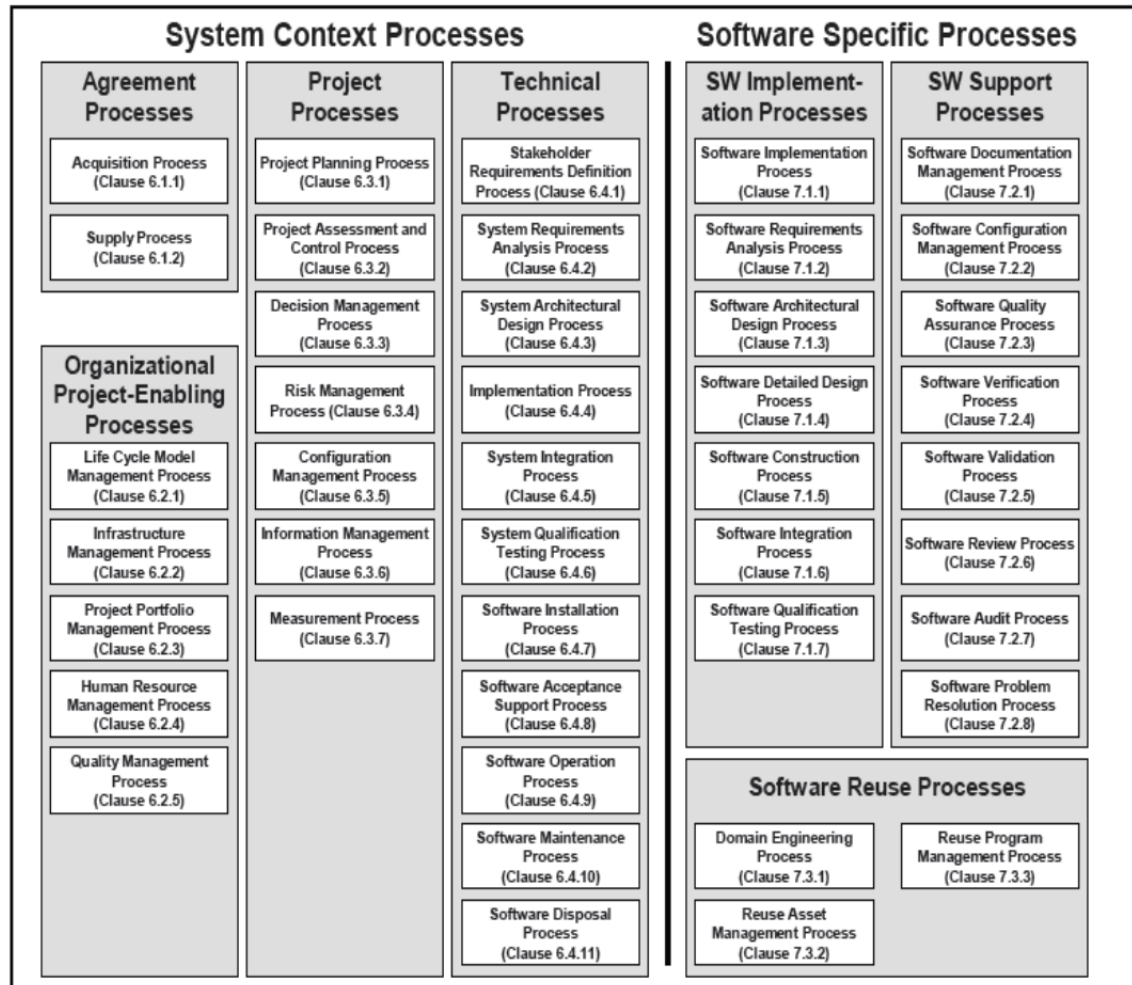 System Context Processes
Software Specific Processes
Agreement
Processes
Acquisition Process
(Clause 6.1.1)
Supply Process
(Clause 6.1.2)
Organizational
Project-Enabling
Processes
Life Cycle Model
Management Process
(Clause 6.2.1)
Infrastructure
Management Process
(Clause 6.2.2)
Project Portfolio
Management Process
(Clause 6.2.3)
Human Resource
Management Process
(Clause 6.2.4)
Quality Management
Process
(Clause 6.2.5)
Project
Processes
Project Planning Process
(Clause 6.3.1)
Project Assessment and
Control Process
(Clause 6.3.2)
Decision Management
Process
(Clause 6.3.3)
Risk Management
Process (Clause 6.3.4)
Configuration
Management Process
(Clause 6.3.5)
Information Management
Process
(Clause 6.3.6)
Measurement Process
(Clause 6.3.7)
Technical
Processes
Stakeholder
Requirements Definition
Process (Clause 6.4.1)
System Requirements
Analysis Process
(Clause 6.4.2)
System Architectural
Design Process
(Clause 6.4.3)
Implementation Process
(Clause 6.4.4)
System Integration
Process
(Clause 6.4.5)
System Qualification
Testing Process
(Clause 6.4.6)
Software Installation
Process
(Clause 6.4.7)
Software Acceptance
Support Process
(Clause 6.4.8)
Software Operation
Process
(Clause 6.4.9)
Software Maintenance
Process
(Clause 6.4.10)
Software Disposal
Process
(Clause 6.4.11)
SW Implement-
ation Processes
Software Implementation
Process
(Clause 7.1.1)
Software Requirements
Analysis Process
(Clause 7.1.2)
Software Architectural
Design Process
(Clause 7.1.3)
Software Detailed Design
Process
(Clause 7.1.4)
Software Construction
Process
(Clause 7.1.5)
Software Integration
Process
(Clause 7.1.6)
Software Qualification
Testing Process
(Clause 7.1.7)
SW Support
Processes
Software Documentation
Management Process
(Clause 7.2.1)
Software Configuration
Management Process
(Clause 7.2.2)
Software Quality
Assurance Process
(Clause 7.2.3)
Software Verification
Process
(Clause 7.2.4)
Software Validation
Process
(Clause 7.2.5)
Software Review Process
(Clause 7.2.6)
Software Audit Process
(Clause 7.2.7)
Software Problem
Resolution Process
(Clause 7.2.8)
Software Reuse Processes
Domain Engineering
Process
(Clause 7.3.1)
Reuse Asset
Management Process
(Clause 7.3.2)
Reuse Program
Management Process
(Clause 7.3.3)